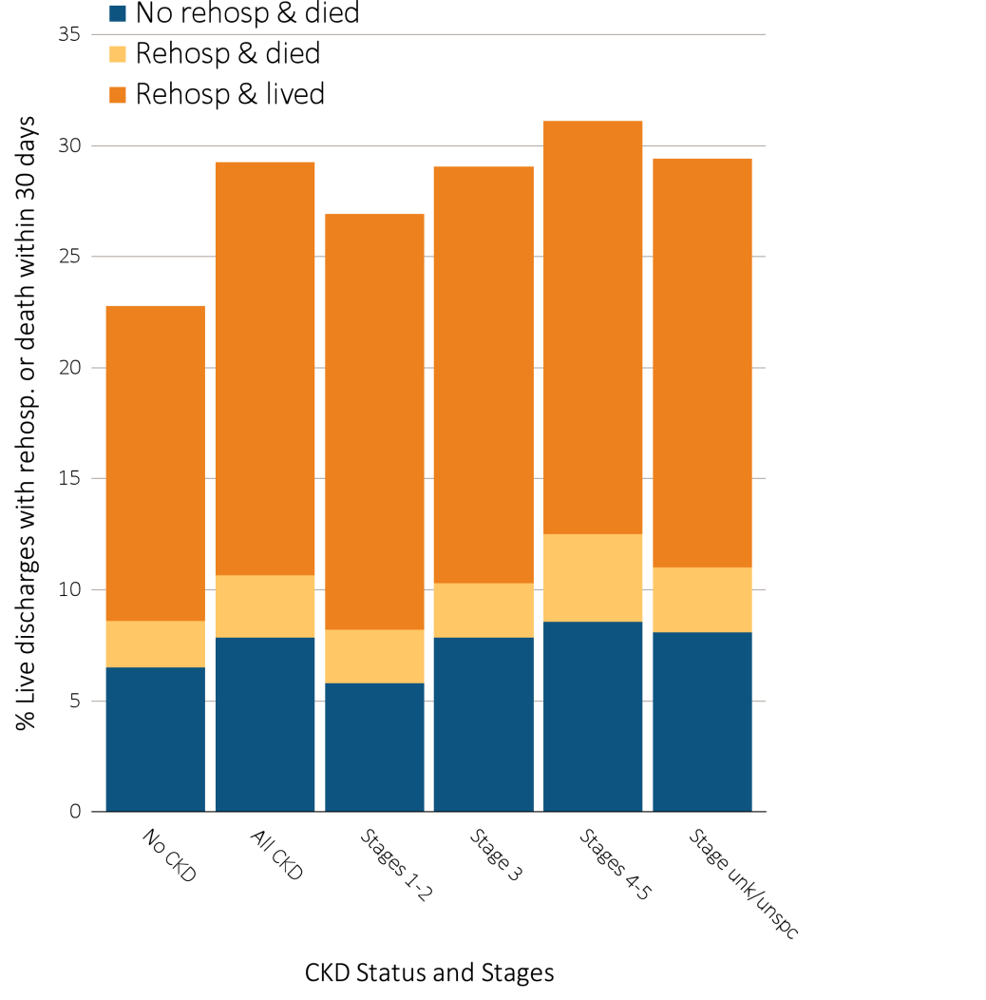 No rehosp & died
Rehosp & died
Rehosp & lived
% Live discharges with rehosp. or death within 30 days
35
30
25
20
15
10
5
0
No CKD
All CKD
Stages 1-2
Stage 3
Stages 4-5
Stage unk/unspc
CKD Status and Stages